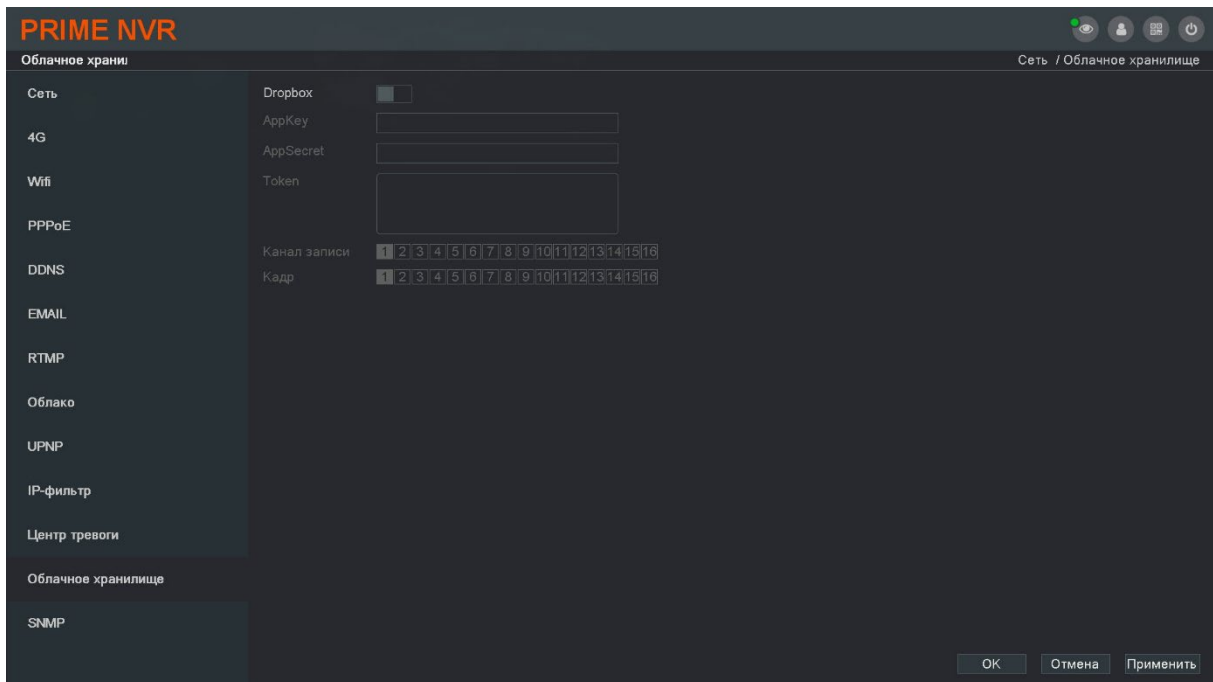 PRIME NVR
Облачное храни
Сеть / Облачное хранилище
Сеть
4G
Wifi
PPPoE
DDNS
EMAIL
RTMP
Облако
UPNP
IP-фильтр
Центр тревоги
Облачное хранилище
SNMP
Dropbox
AppKey
AppSecret
Token
Канал записи 1 2 3 4 5 6 7 8 9 10 11 12 13 14 15 16
Кадр 1 2 3 4 5 6 7 8 9 10 11 12 13 14 15 16
OK Отмена Применить